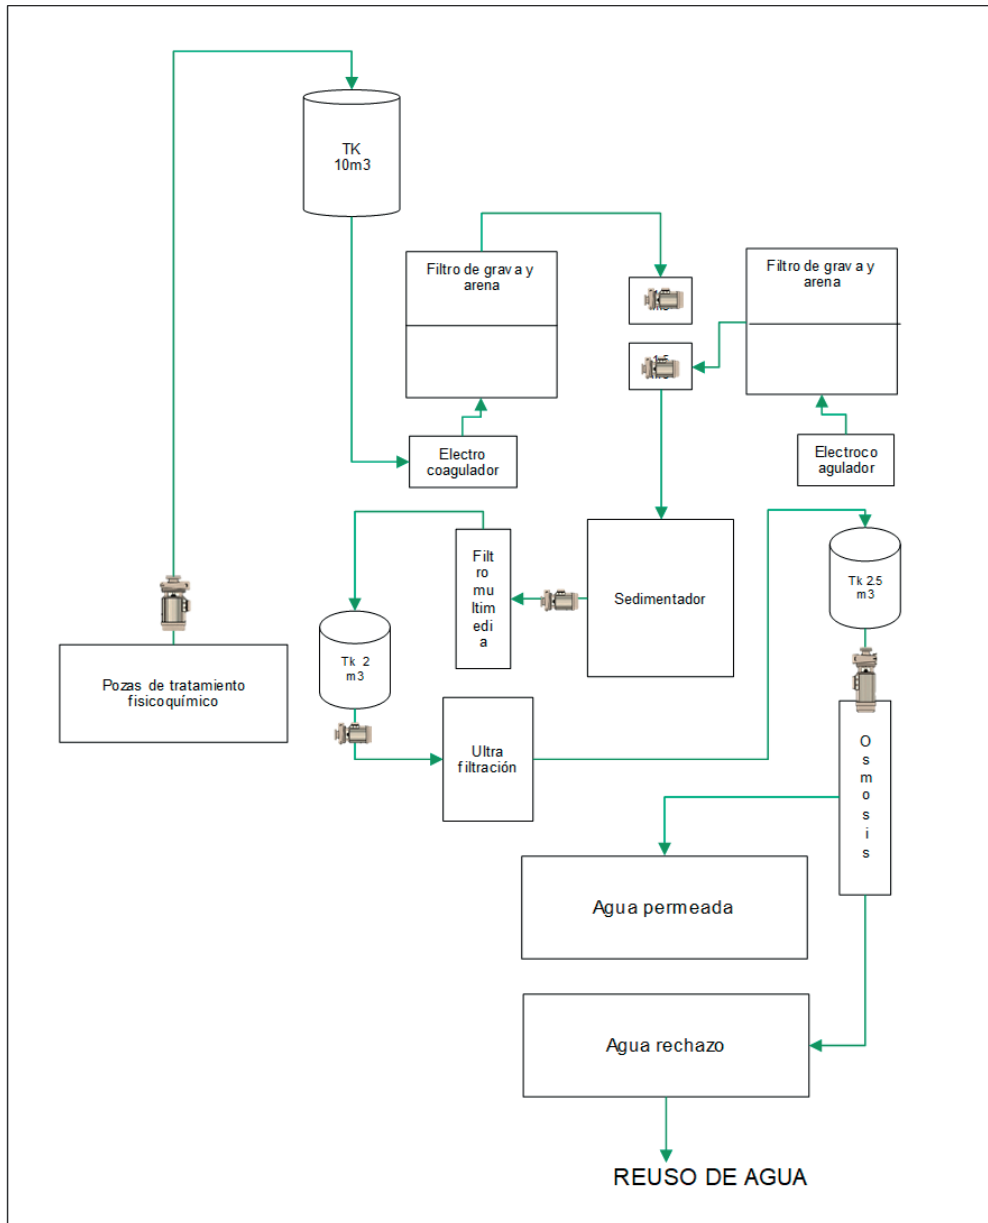 TK
10m3
Filtro de grava y
arena
Filtro de grava y
arena
Electro
coagulador
Electroco
agulador
Filt
ro
mu
ltim
edi
a
Sedimentador
Tk 2.5
m3
Tk 2
m3
Pozas de tratamiento
fisicoquímico
Ultra
filtración
O
s
m
o
s
i
s
Agua permeada
Agua rechazo
REUSO DE AGUA